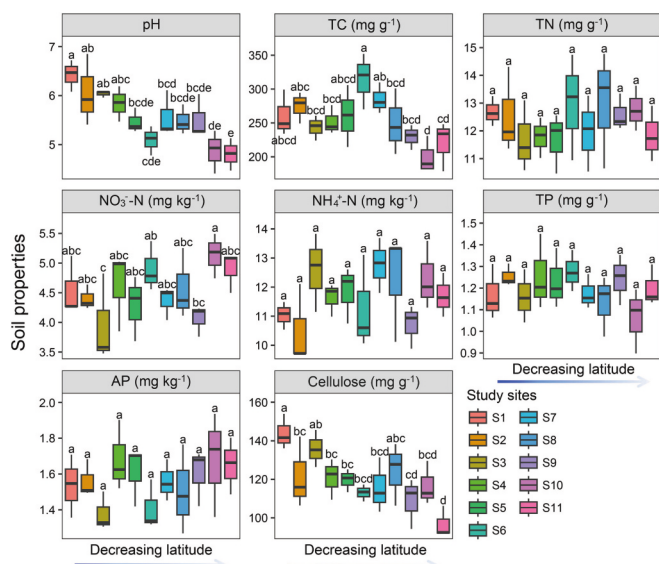 pH
TC (mg g⁻¹)
TN (mg g⁻¹)
7
6
5
a
ab
ab
abc
bcde
cde
bcd
bcd
bcde
de
e
350
300
250
200
abcd
ab
bcd
abcd
abcd
a
ab
abc
bcd
d
cd
15
14
13
12
11
a
a
a
a
a
a
a
a
a
a
a
Soil properties
NO₃⁻-N (mg kg⁻¹)
NH₄⁺-N (mg kg⁻¹)
TP (mg g⁻¹)
5.5
5.0
4.5
4.0
3.5
abc
abc
c
abc
abc
ab
abc
abc
bc
a
abc
14
13
12
11
10
a
a
a
a
a
a
a
a
a
a
a
1.5
1.4
1.3
1.2
1.1
1.0
0.9
a
a
a
a
a
a
a
a
a
a
a
Decreasing latitude
AP (mg kg⁻¹)
Cellulose (mg g⁻¹)
2.0
1.8
1.6
1.4
a
a
a
a
a
a
a
a
a
a
a
160
140
120
100
a
abc
ab
bc
bc
bcd
bcd
abc
cd
bcd
d
Decreasing latitude
Decreasing latitude
Study sites
S1
S2
S3
S4
S5
S6
S7
S8
S9
S10
S11